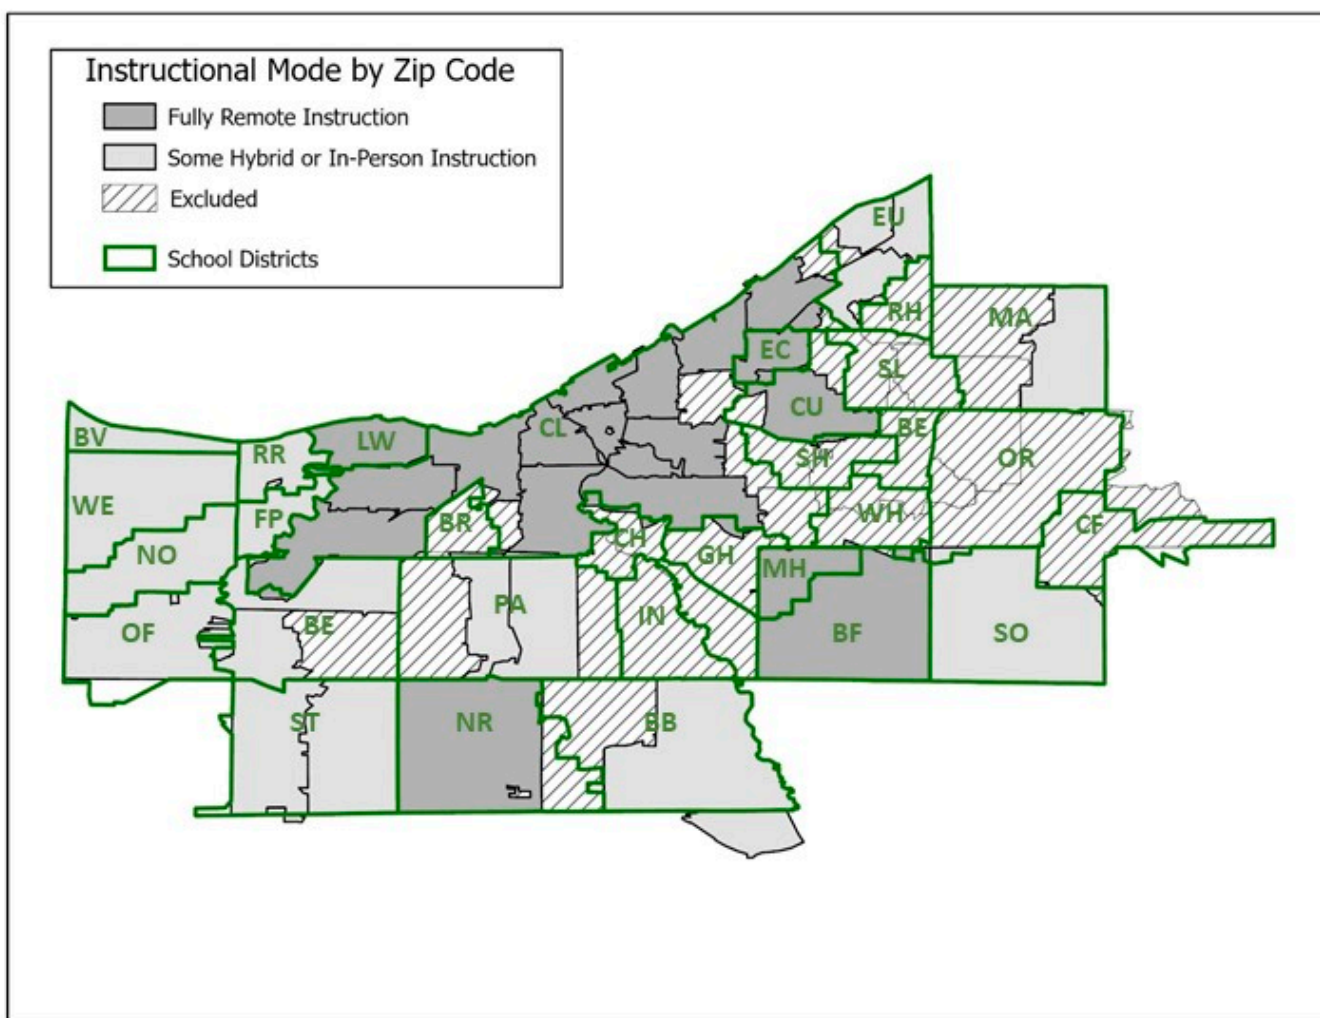 Instructional Mode by Zip Code
Fully Remote Instruction
Some Hybrid or In-Person Instruction
Excluded
School Districts
EU
RH
MA
EC
SL
CU
BV
RR
LW
CL
BE
WE
FP
BR
SH
OR
NO
CH
GH
WH
CF
MH
OF
BE
PA
IN
BF
SO
ST
NR
BB